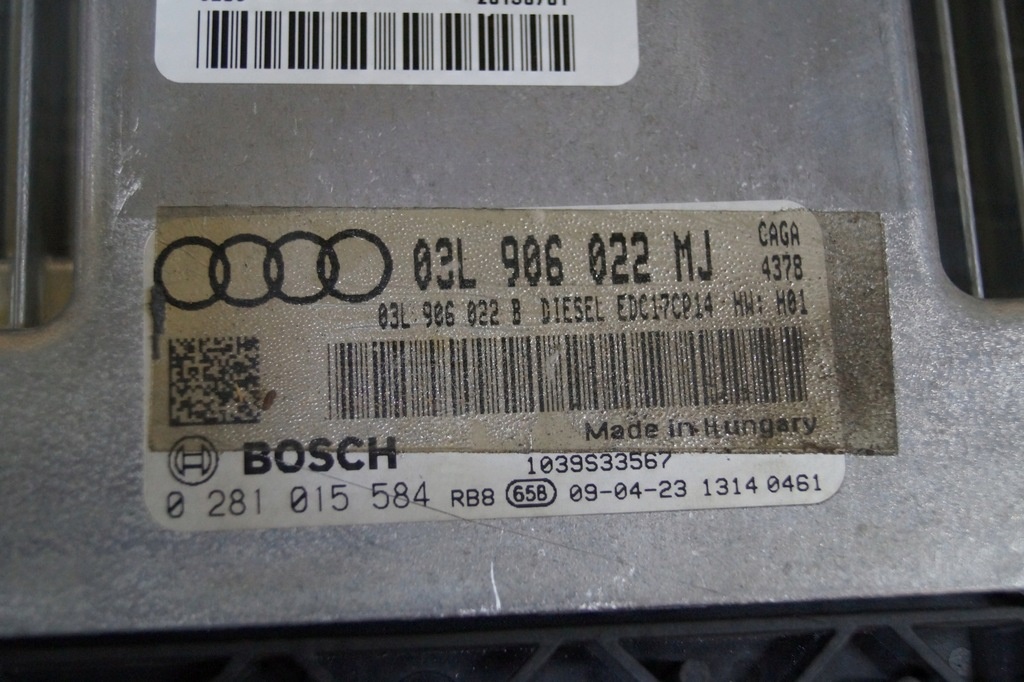 03L 906 022 MJ CAGA
4378
03L 906 022 B DIESEL EDC17CP14 HW: H01
Made in Hungary
BOSCH
1039S33567
0 281 015 584 RB8 65B 09-04-23 1314 0461